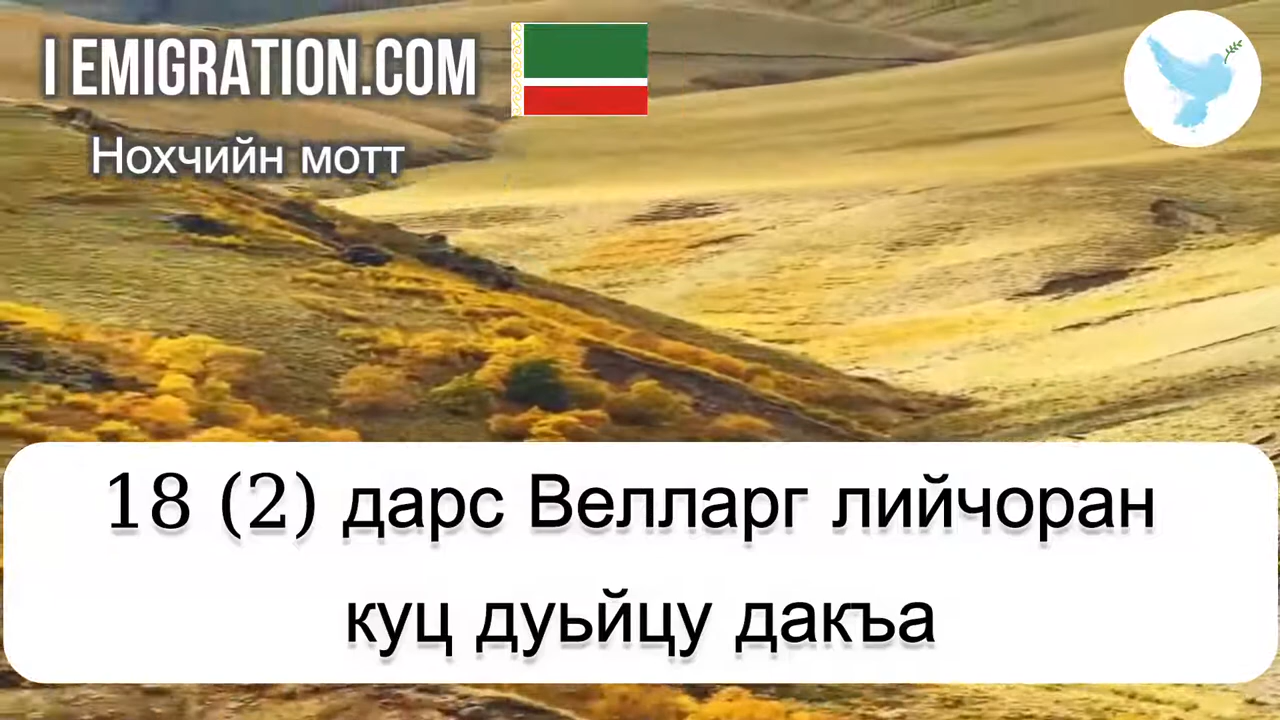 I EMIGRATION.COM
Нохчийн мотт
18 (2) дарс Велларг лийчоран
куц дуьйцу дакъа